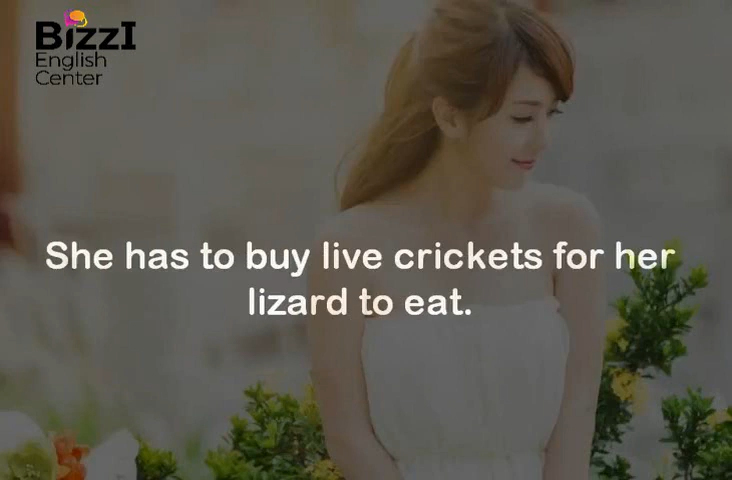 BizzI
English
Center
She has to buy live crickets for her
lizard to eat.